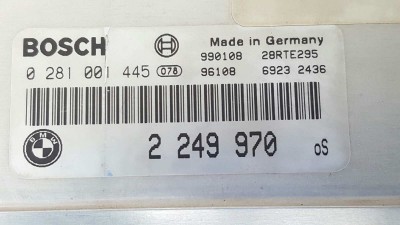 BOSCH Made in Germany
990108 28RTE295
0 281 001 445 078 96108 6923 2436
BMW 2 249 970 oS